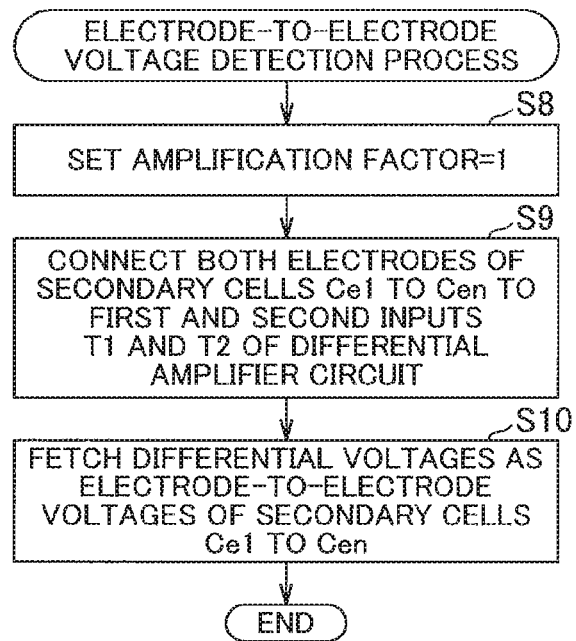 ELECTRODE-TO-ELECTRODE
VOLTAGE DETECTION PROCESS
S8
SET AMPLIFICATION FACTOR=1
S9
CONNECT BOTH ELECTRODES OF
SECONDARY CELLS Ce1 TO Cen TO
FIRST AND SECOND INPUTS
T1 AND T2 OF DIFFERENTIAL
AMPLIFIER CIRCUIT
S10
FETCH DIFFERENTIAL VOLTAGES AS
ELECTRODE-TO-ELECTRODE
VOLTAGES OF SECONDARY CELLS
Ce1 TO Cen
END